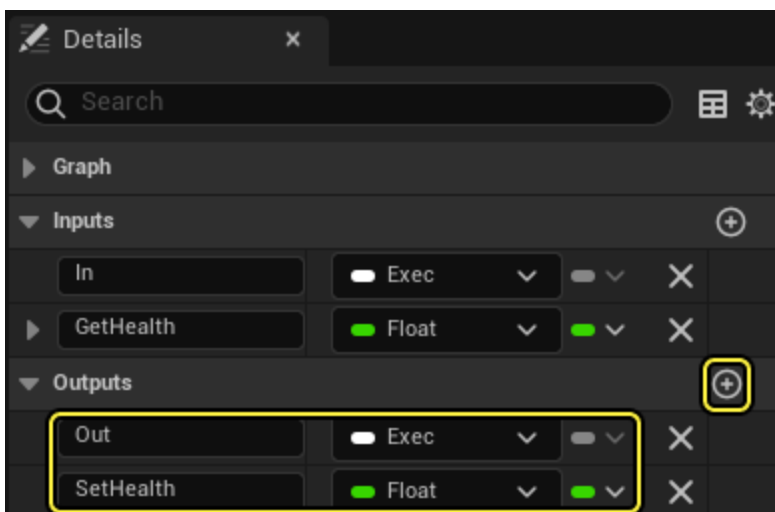 Details
Search
Graph
Inputs
In Exec
GetHealth Float
Outputs
Out Exec
SetHealth Float